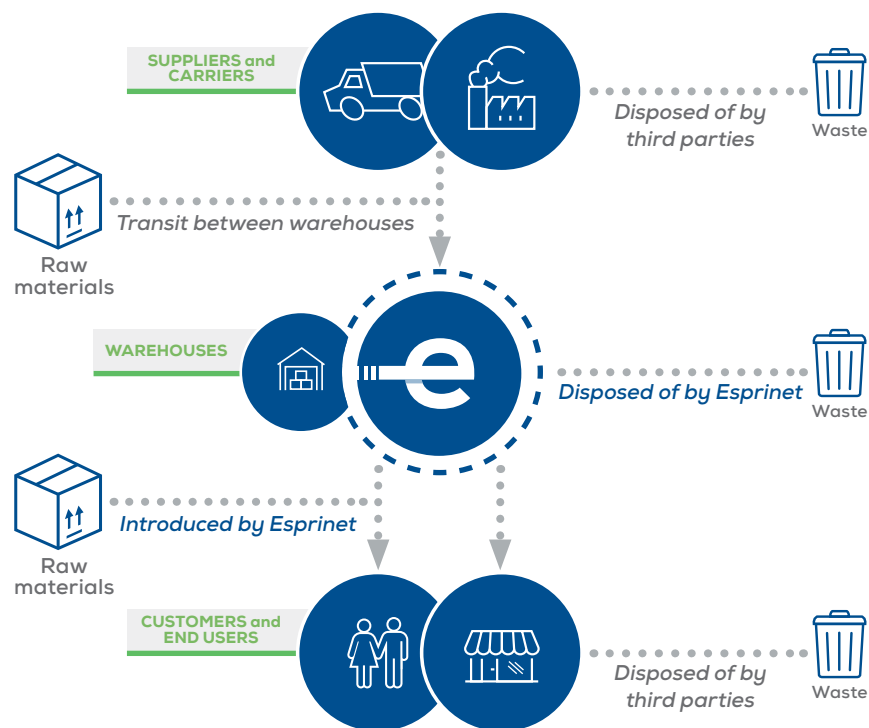 SUPPLIERS and
CARRIERS
Disposed of by
third parties
Waste
Transit between warehouses
Raw
materials
WAREHOUSES
e
Disposed of by Esprinet
Waste
Introduced by Esprinet
Raw
materials
CUSTOMERS and
END USERS
Disposed of by
third parties
Waste